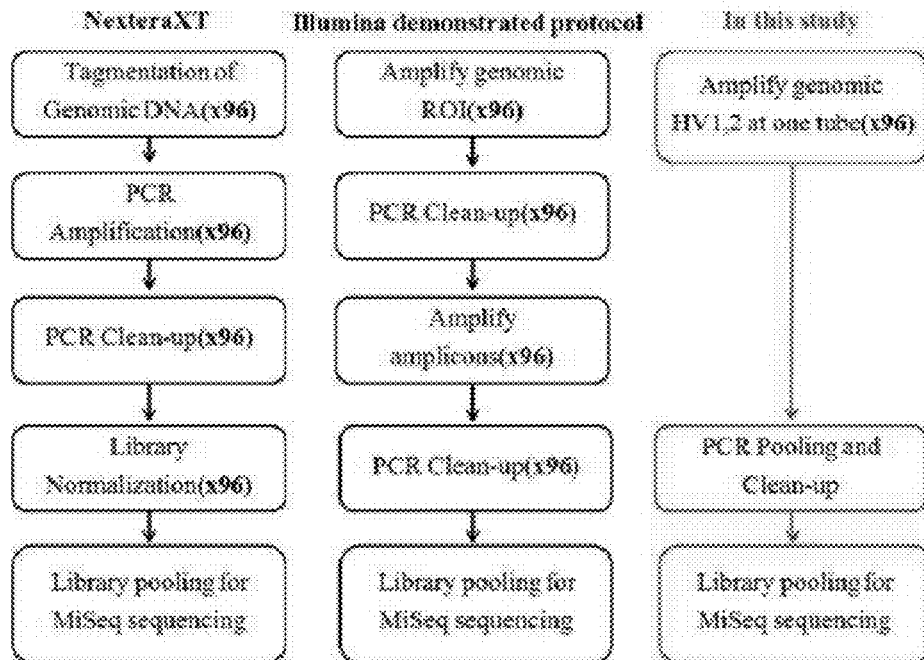 NexteraXT
Tagmentation of
Genomic DNA(x96)
PCR
Amplification(x96)
PCR Clean-up(x96)
Library
Normalization(x96)
Library pooling for
MiSeq sequencing
Illumina demonstrated protocol
Amplify genomic
ROI(x96)
PCR Clean-up(x96)
Amplify
amplicons(x96)
PCR Clean-up(x96)
Library pooling for
MiSeq sequencing
In this study
Amplify genomic
HV1,2 at one tube(x96)
PCR Pooling and
Clean-up
Library pooling for
MiSeq sequencing